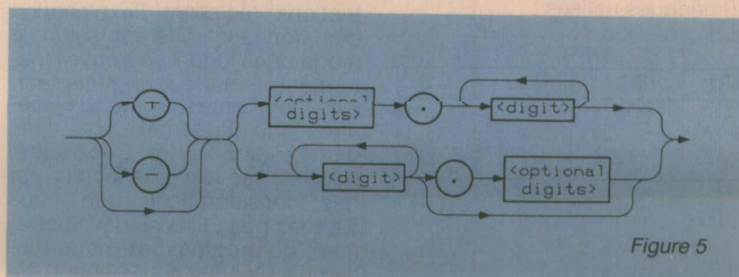 +
<optional
digits>
.
<digit>
−
<digit>
.
<optional
digits>
Figure 5